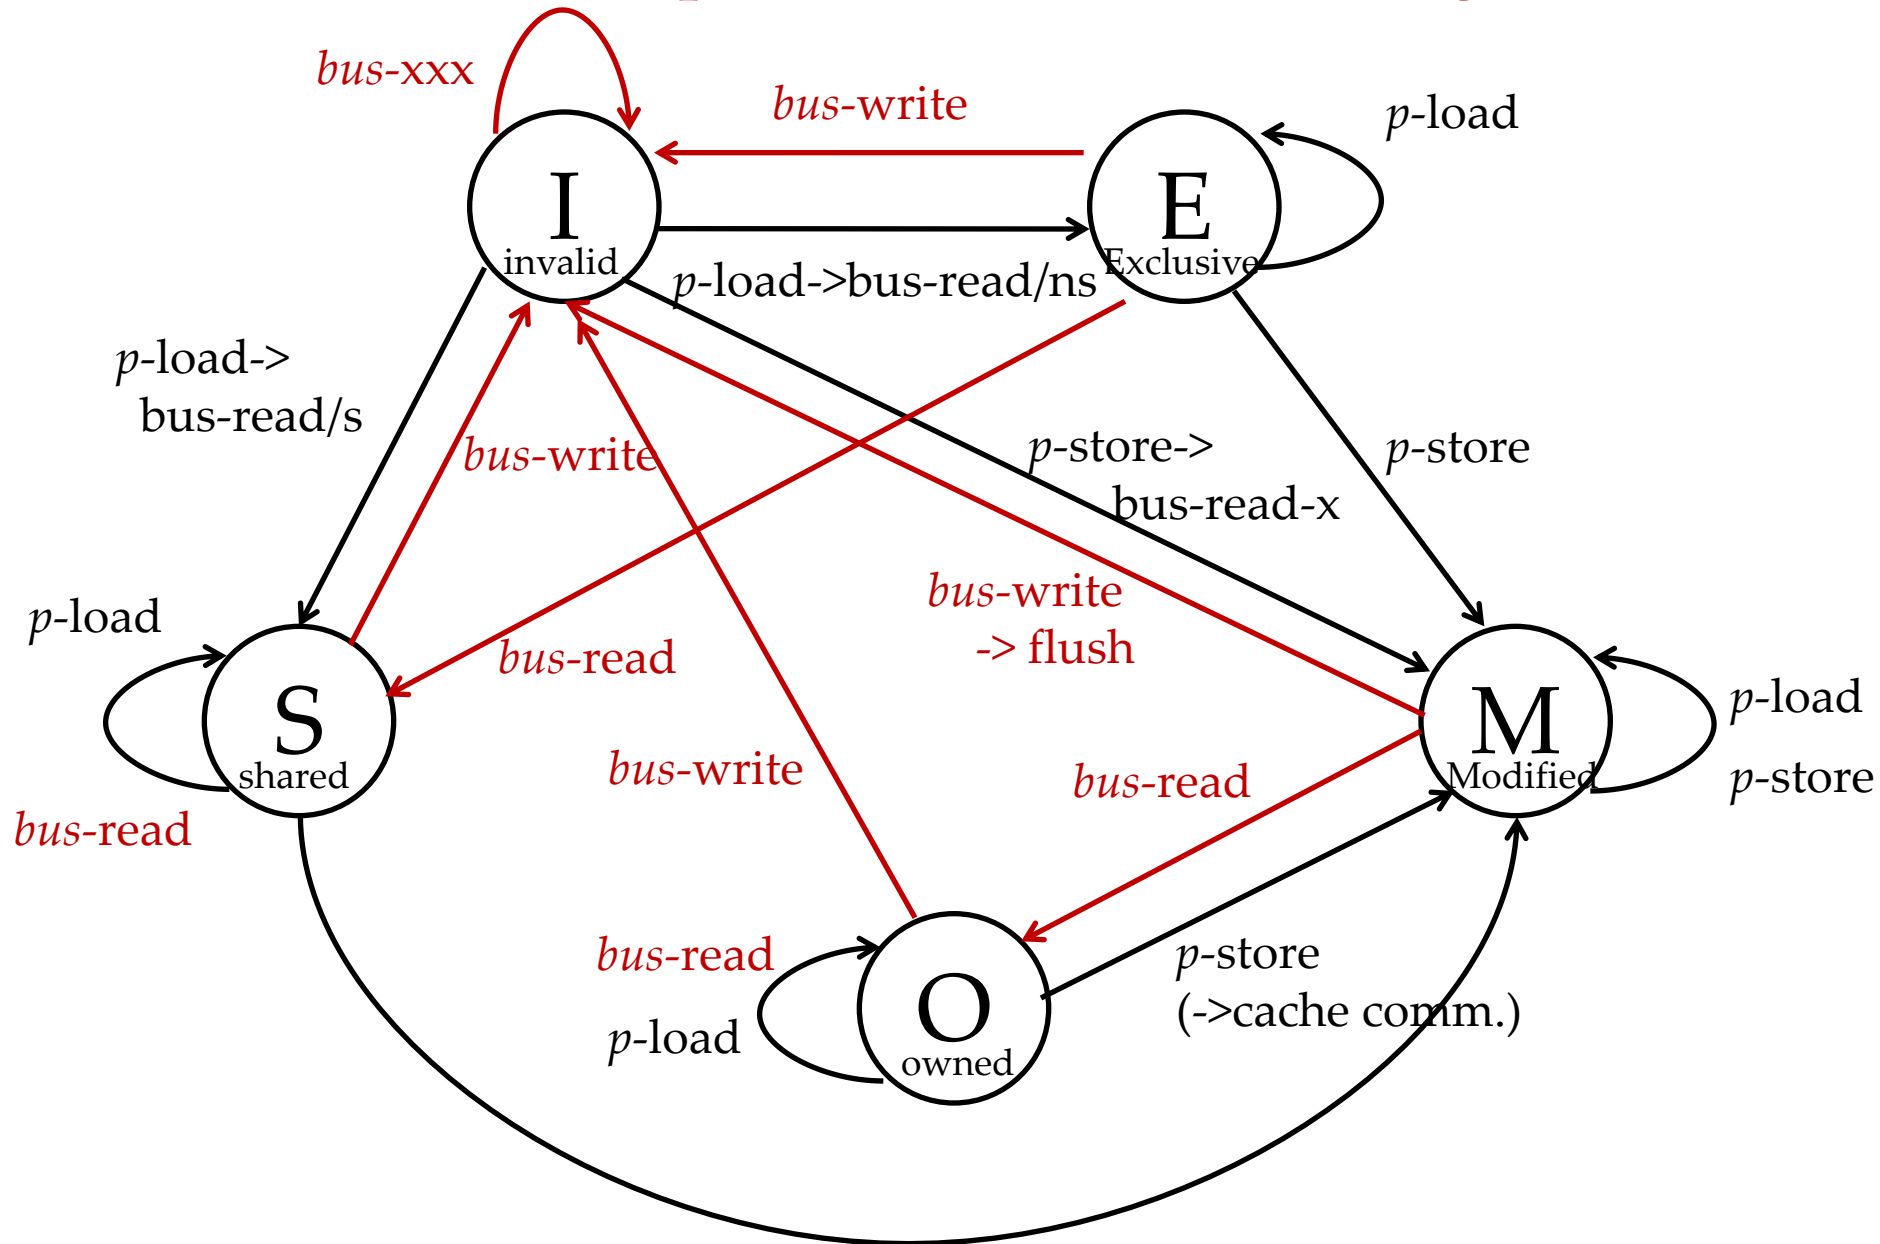 bus-xxx
bus-write
p-load
I
invalid
E
Exclusive
p-load->bus-read/ns
p-load->
bus-read/s
bus-write
p-store->
bus-read-x
p-store
bus-write
-> flush
p-load
bus-read
S
shared
bus-read
M
Modified
p-load
p-store
bus-write
bus-read
bus-read
p-load
O
owned
p-store
(->cache comm.)